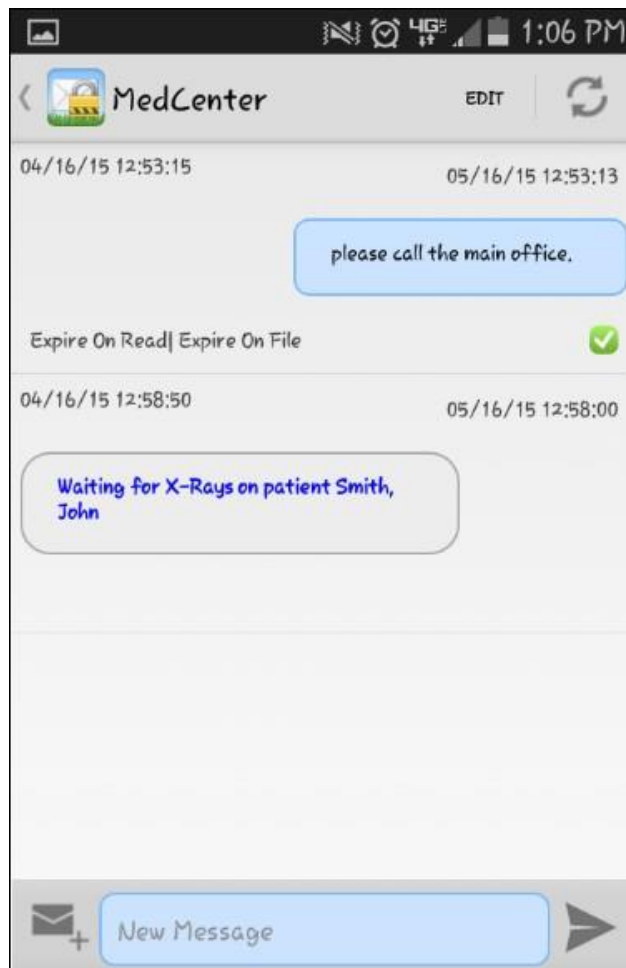 4G LTE 1:06 PM
MedCenter EDIT
04/16/15 12:53:15 05/16/15 12:53:13
please call the main office.
Expire On Read| Expire On File
04/16/15 12:58:50 05/16/15 12:58:00
Waiting for X-Rays on patient Smith,
John
New Message